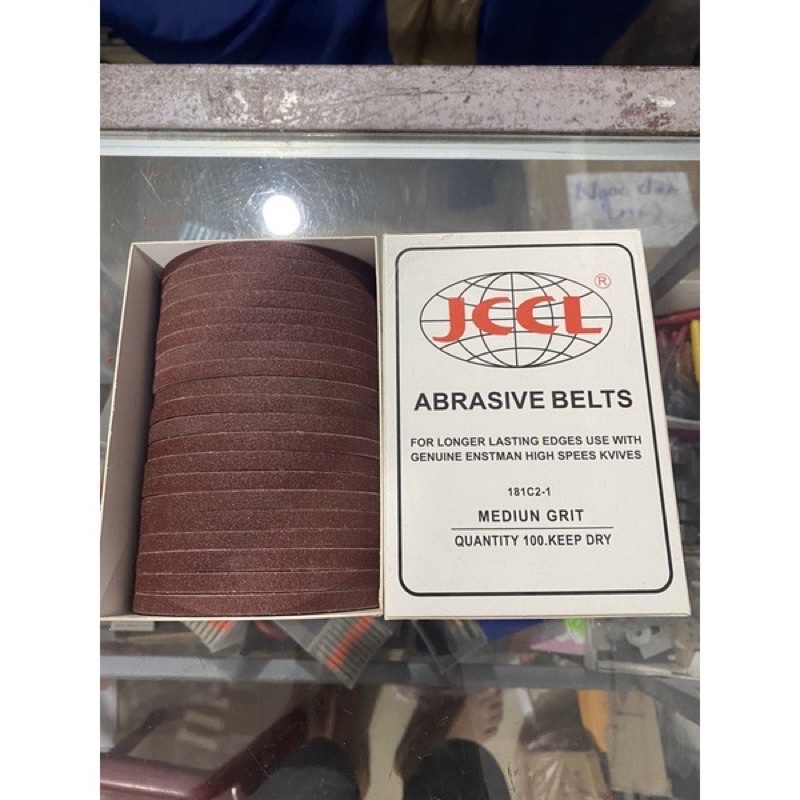 Ngọc
JCCL®
ABRASIVE BELTS
FOR LONGER LASTING EDGES USE WITH
GENUINE ENSTMAN HIGH SPEES KVIVES
181C2-1
MEDIUN GRIT
QUANTITY 100.KEEP DRY